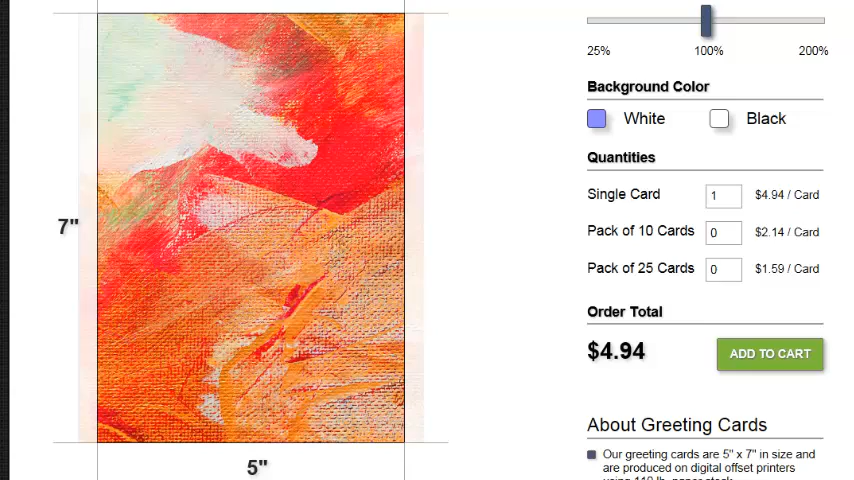 25% 100% 200%
Background Color
White Black
Quantities
Single Card 1 $4.94 / Card
Pack of 10 Cards 0 $2.14 / Card
7"
Pack of 25 Cards 0 $1.59 / Card
Order Total
$4.94 ADD TO CART
About Greeting Cards
Our greeting cards are 5" x 7" in size and
are produced on digital offset printers
5"